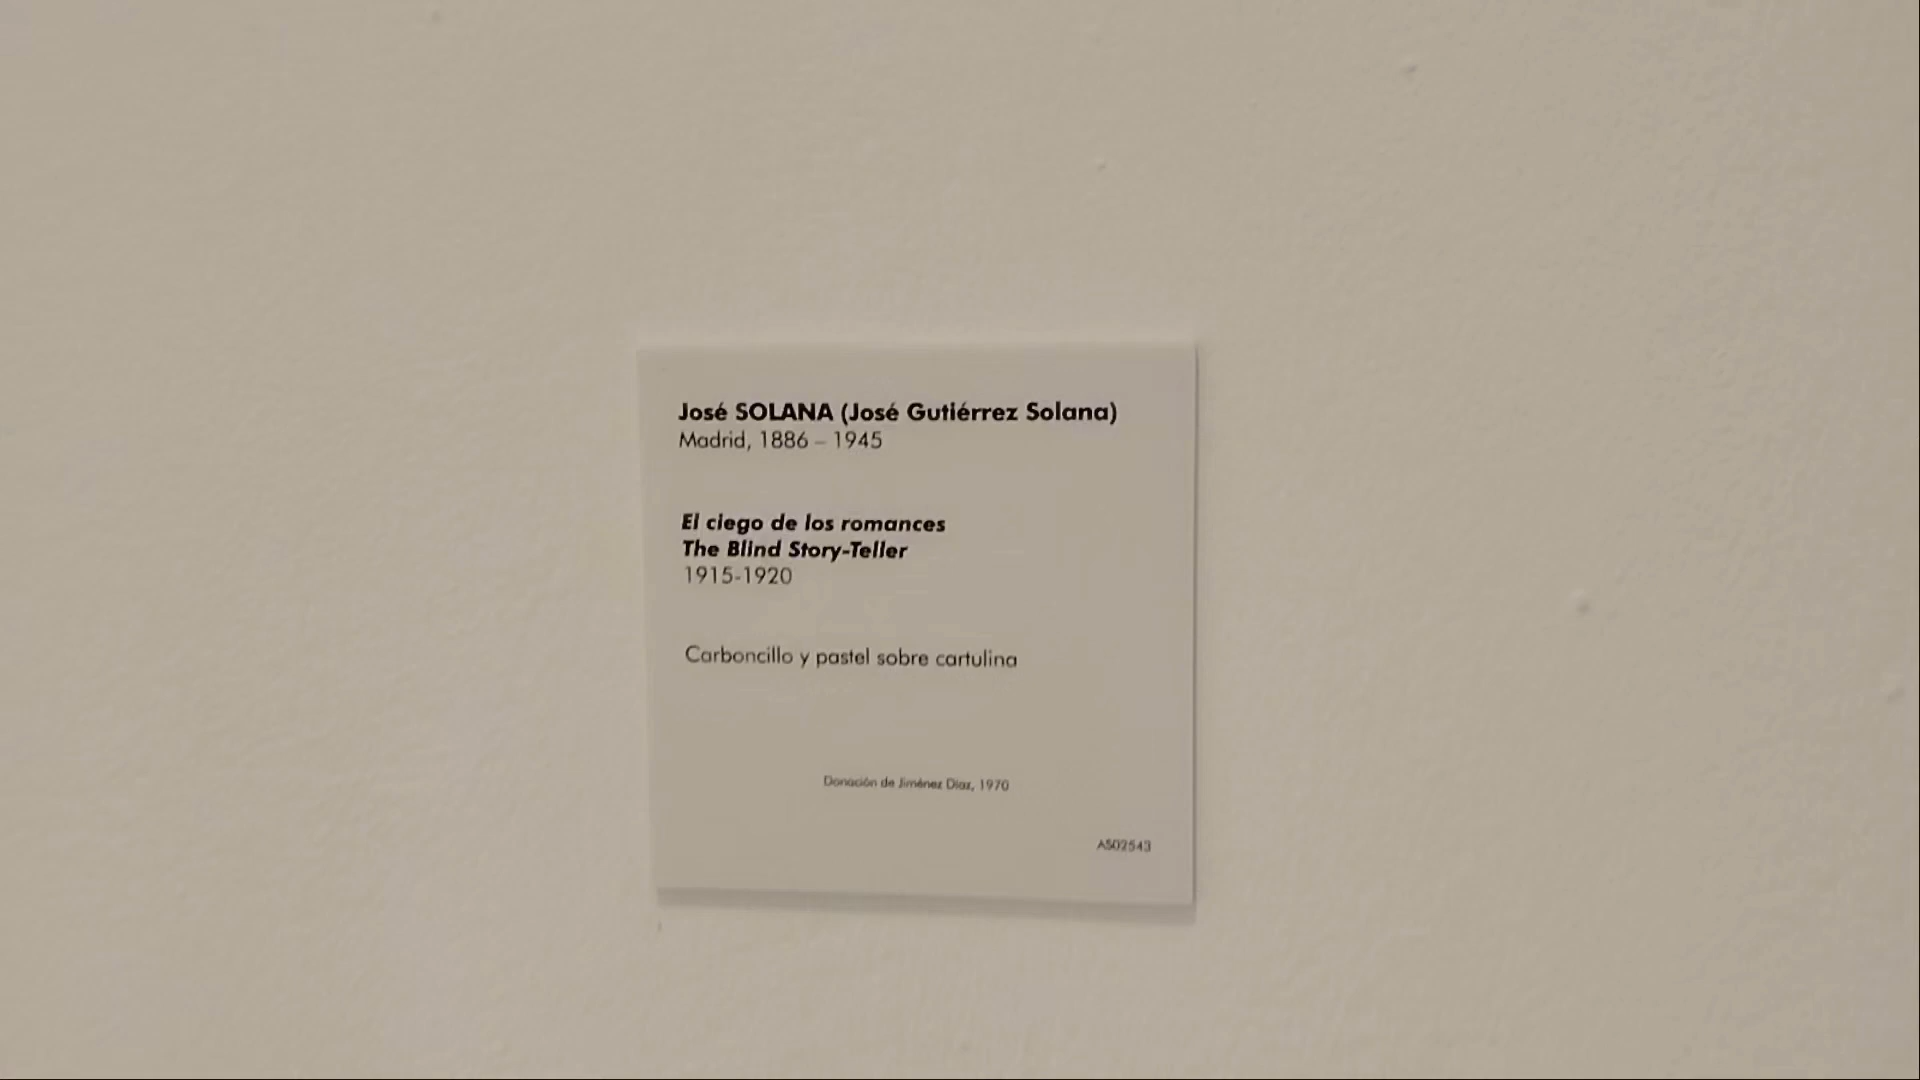 José SOLANA (José Gutiérrez Solana)
Madrid, 1886 – 1945
El ciego de los romances
The Blind Story-Teller
1915-1920
Carboncillo y pastel sobre cartulina
Donación de Jiménez Díaz, 1970
AS02543